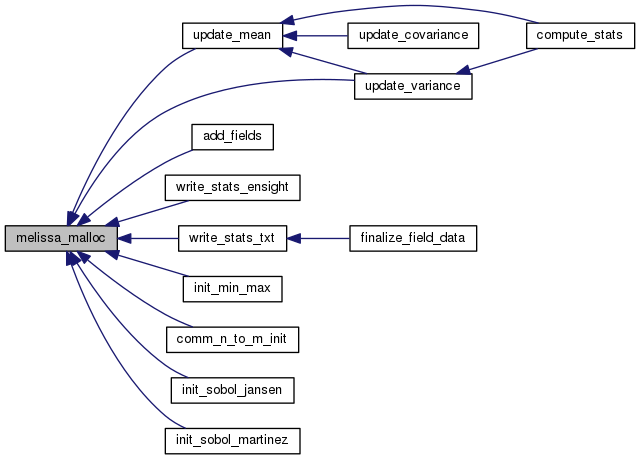 update_mean
update_covariance
compute_stats
update_variance
add_fields
write_stats_ensight
melissa_malloc
write_stats_txt
finalize_field_data
init_min_max
comm_n_to_m_init
init_sobol_jansen
init_sobol_martinez